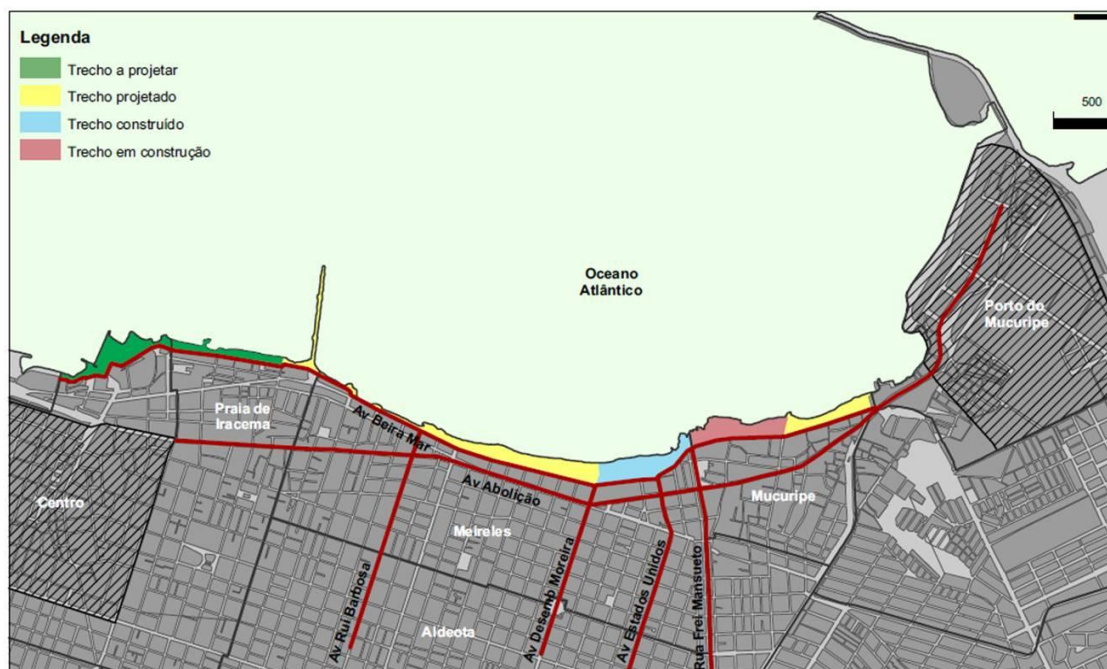 Legenda
Trecho a projetar
Trecho projetado
Trecho construído
Trecho em construção
500
Oceano
Atlântico
Porto do
Mucuripe
Praia de
Iracema
Av Beira Mar
Centro
Av Abolição
Mucuripe
Meireles
Av Rui Barbosa
Aldeota
Av Desemb Moreira
Av Estados Unidos
Rua Frei Mansueto